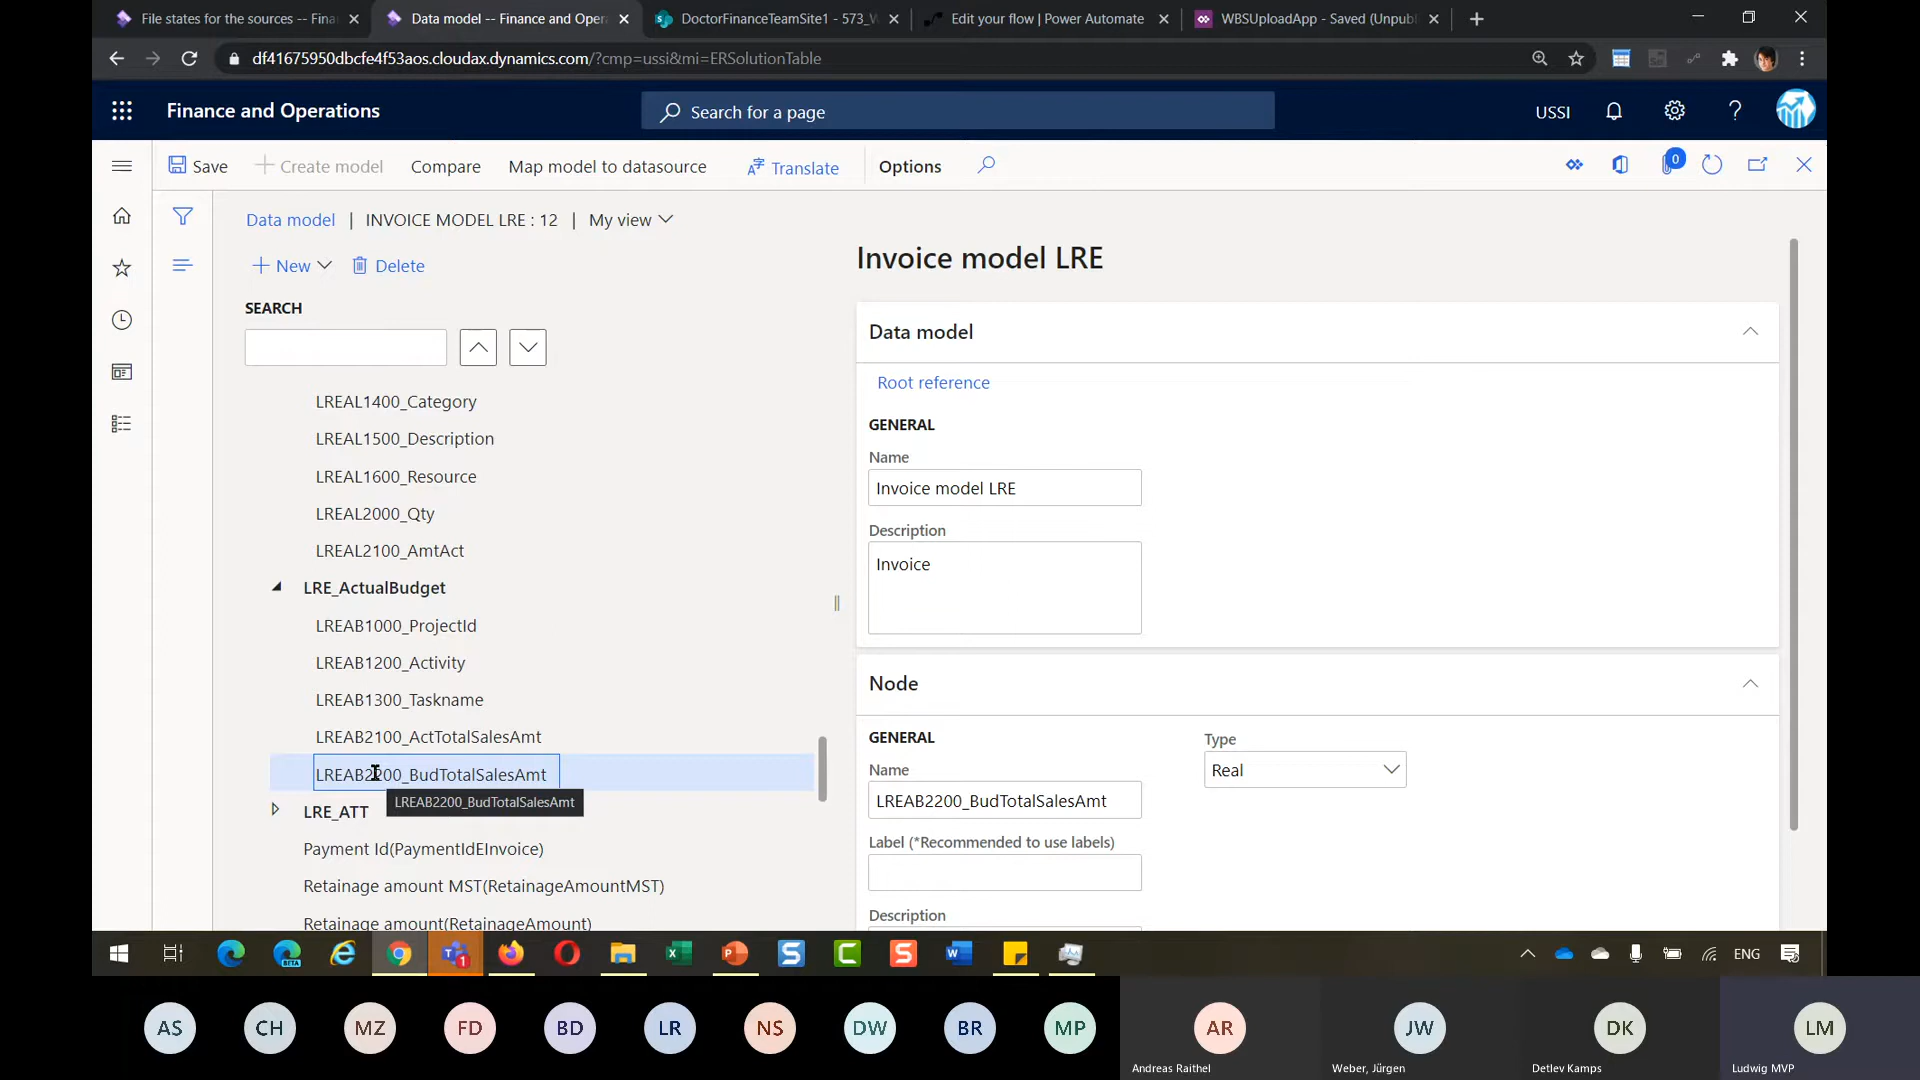 File states for the sources -- Fina
Data model -- Finance and Oper
DoctorFinanceTeamSite1 - 573_W
Edit your flow | Power Automate
WBSUploadApp - Saved (Unpubl
df41675950dbcfe4f53aos.cloudax.dynamics.com/?cmp=ussi&mi=ERSolutionTable
Finance and Operations
Search for a page
USSI
Save
Create model
Compare
Map model to datasource
Translate
Options
0
Data model | INVOICE MODEL LRE : 12 | My view
New
Delete
SEARCH
LREAL1400_Category
LREAL1500_Description
LREAL1600_Resource
LREAL2000_Qty
LREAL2100_AmtAct
LRE_ActualBudget
LREAB1000_ProjectId
LREAB1200_Activity
LREAB1300_Taskname
LREAB2100_ActTotalSalesAmt
LREAB2200_BudTotalSalesAmt
LREAB2200_BudTotalSalesAmt
LRE_ATT
Payment Id(PaymentIdEInvoice)
Retainage amount MST(RetainageAmountMST)
Retainage amount(RetainageAmount)
Invoice model LRE
Data model
Root reference
GENERAL
Name
Invoice model LRE
Description
Invoice
Node
GENERAL
Name
LREAB2200_BudTotalSalesAmt
Label (*Recommended to use labels)
Description
Type
Real
BETA
1
ENG
AS
CH
MZ
FD
BD
LR
NS
DW
BR
MP
AR
Andreas Raithel
JW
Weber, Jürgen
DK
Detlev Kamps
LM
Ludwig MVP